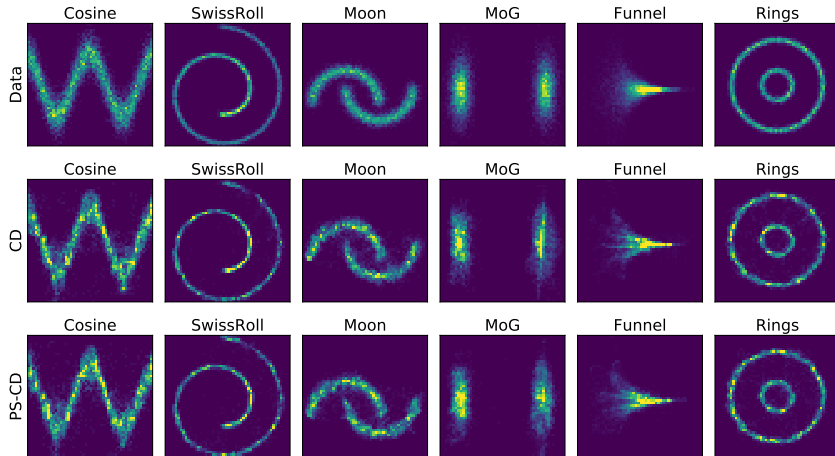 Cosine SwissRoll Moon MoG Funnel Rings
Data
Cosine SwissRoll Moon MoG Funnel Rings
CD
Cosine SwissRoll Moon MoG Funnel Rings
PS-CD